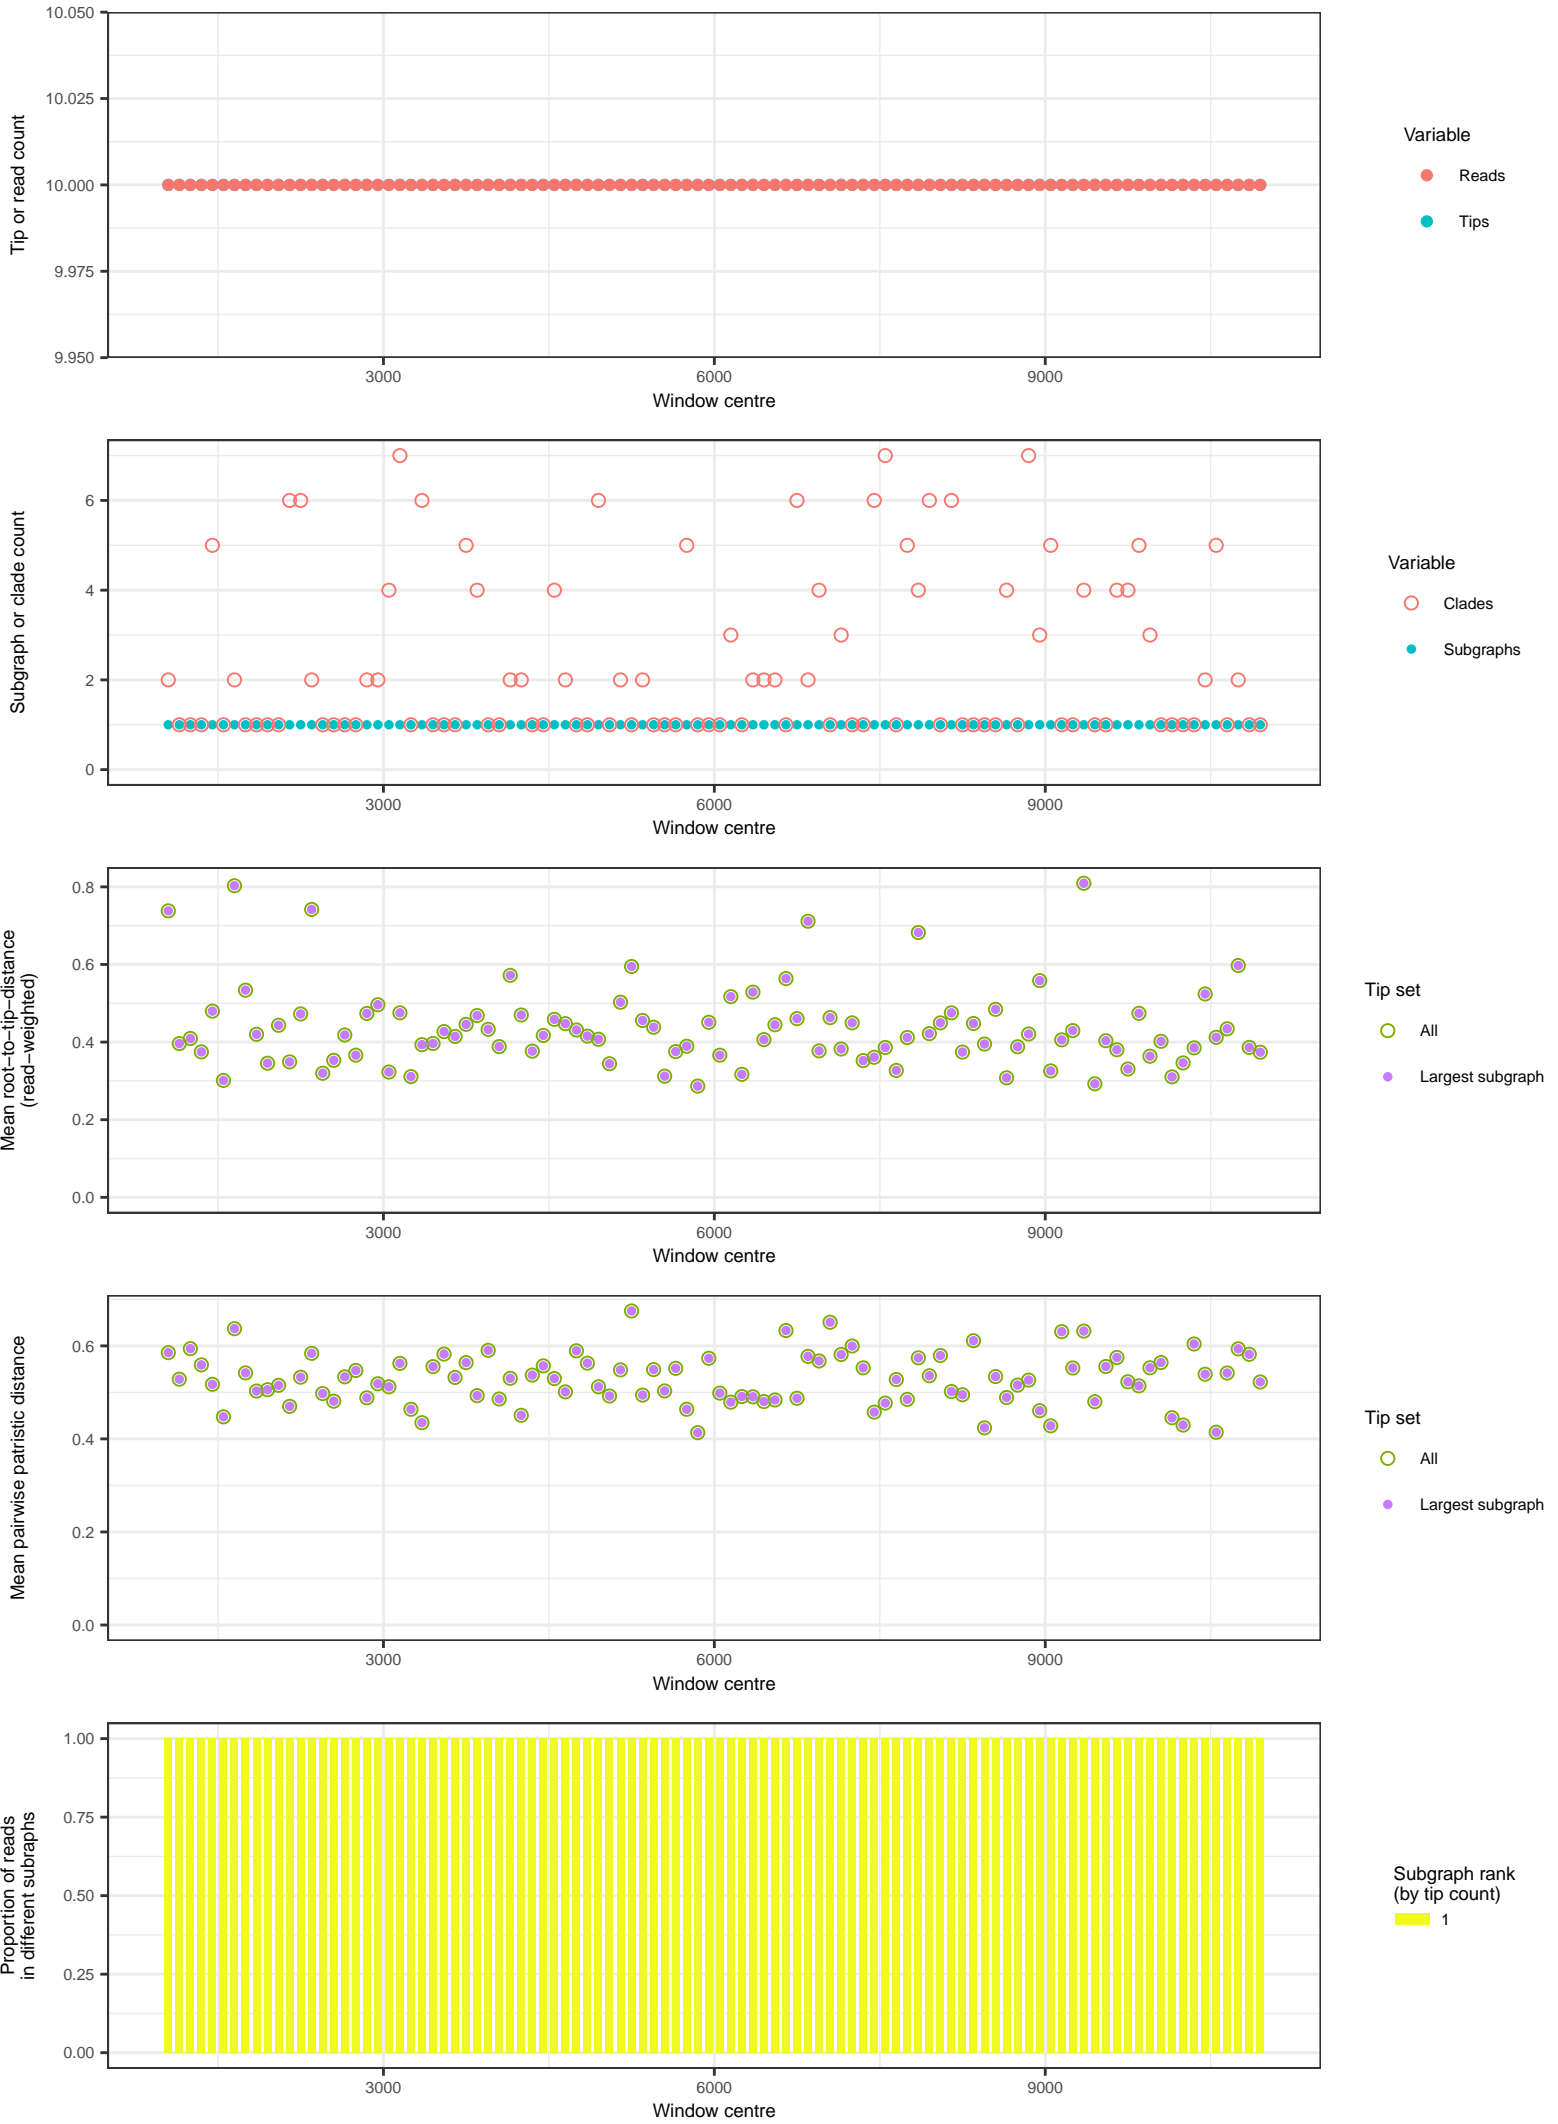 10.050
10.025
10.000
9.975
9.950
Tip or read count
3000 6000 9000
Window centre
Variable
Reads
Tips
6
4
2
0
Subgraph or clade count
3000 6000 9000
Window centre
Variable
Clades
Subgraphs
0.8
0.6
0.4
0.2
0.0
Mean root−to−tip−distance
(read−weighted)
3000 6000 9000
Window centre
Tip set
All
Largest subgraph
0.6
0.4
0.2
0.0
Mean pairwise patristic distance
3000 6000 9000
Window centre
Tip set
All
Largest subgraph
1.00
0.75
0.50
0.25
0.00
Proportion of reads
in different subraphs
3000 6000 9000
Window centre
Subgraph rank
(by tip count)
1